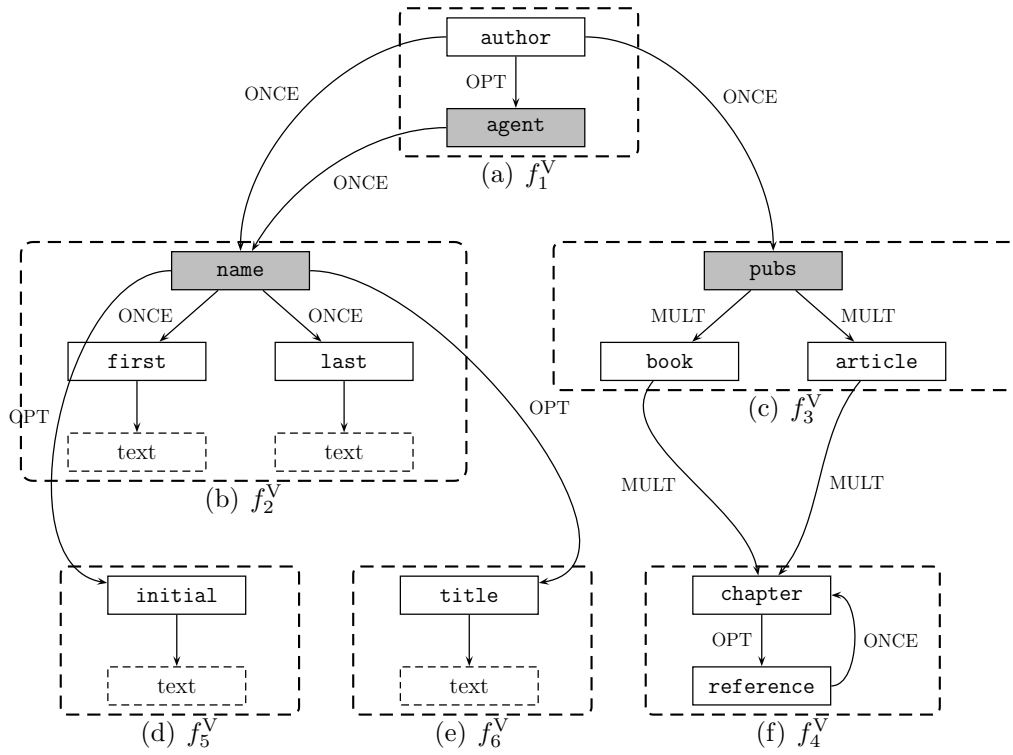 author
ONCE
OPT
ONCE
agent
ONCE
(a) f₁ⱽ
name
pubs
ONCE
ONCE
MULT
MULT
first
last
book
article
OPT
OPT
(c) f₃ⱽ
text
text
MULT
MULT
(b) f₂ⱽ
initial
title
chapter
OPT
ONCE
text
text
reference
(d) f₅ⱽ
(e) f₆ⱽ
(f) f₄ⱽ